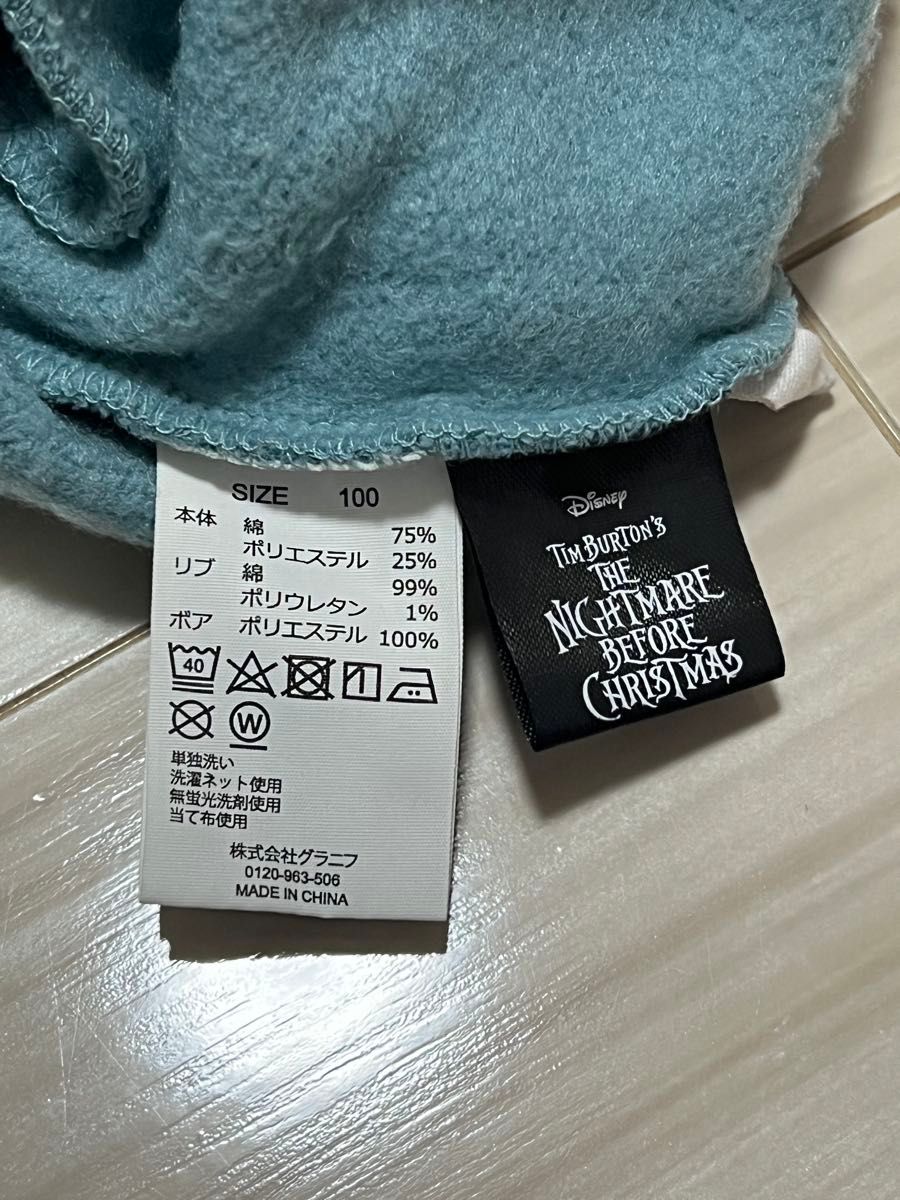 SIZE 100
本体 綿 75%
ポリエステル 25%
リブ 綿 99%
ポリウレタン 1%
ボア ポリエステル 100%
40
W
単独洗い
洗濯ネット使用
無蛍光洗剤使用
当て布使用
株式会社グラニフ
0120-963-506
MADE IN CHINA
Disney
TIM BURTON'S
THE
NIGHTMARE
BEFORE
CHRISTMAS